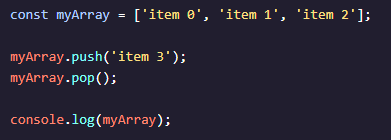 const myArray = ['item 0', 'item 1', 'item 2'];
myArray.push('item 3');
myArray.pop();
console.log(myArray);